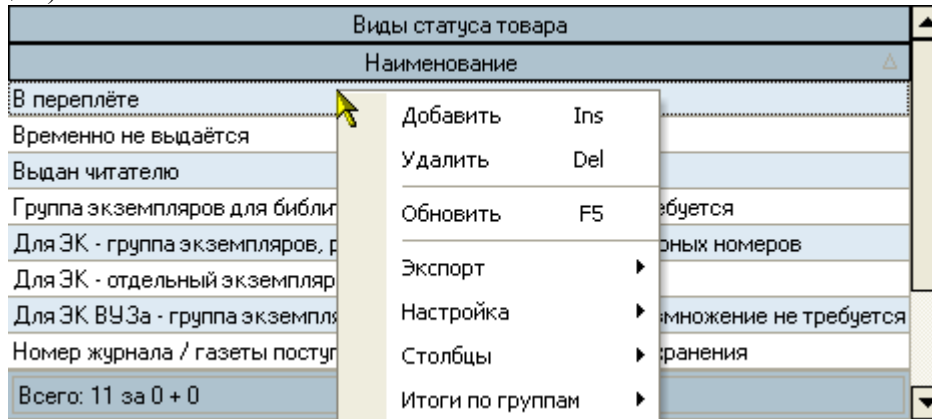 Виды статуса товара
Наименование
В переплёте
Временно не выдаётся
Выдан читателю
Группа экземпляров для библи ебуется
Для ЭК - группа экземпляров, р рных номеров
Для ЭК - отдельный экземпляр
Для ЭК ВУЗа - группа экземпля змножение не требуется
Номер журнала / газеты посту хранения
Всего: 11 за 0 + 0
Добавить Ins
Удалить Del
Обновить F5
Экспорт
Настройка
Столбцы
Итоги по группам